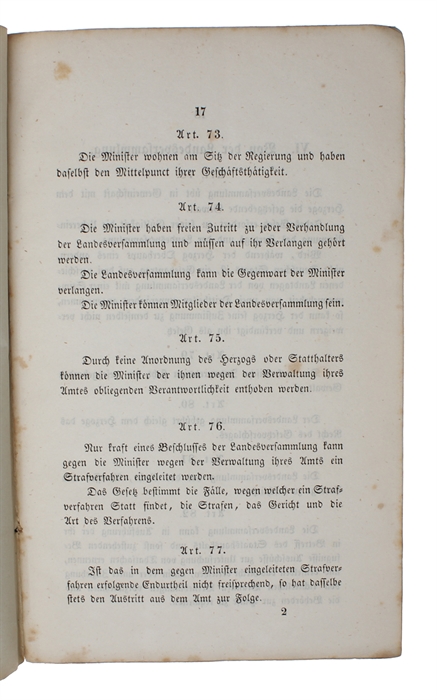 17
Art. 73.
Die Minister wohnen am Sitz der Regierung und haben
daselbst den Mittelpunct ihrer Geschäftsthätigkeit.
Art. 74.
Die Minister haben freien Zutritt zu jeder Verhandlung
der Landesversammlung und müssen auf ihr Verlangen gehört
werden.
Die Landesversammlung kann die Gegenwart der Minister
verlangen.
Die Minister können Mitglieder der Landesversammlung sein.
Art. 75.
Durch keine Anordnung des Herzogs oder Statthalters
können die Minister der ihnen wegen der Verwaltung ihres
Amtes obliegenden Verantwortlichkeit enthoben werden.
Art. 76.
Nur kraft eines Beschlusses der Landesversammlung kann
gegen die Minister wegen der Verwaltung ihres Amts ein
Strafverfahren eingeleitet werden.
Das Gesetz bestimmt die Fälle, wegen welcher ein Straf-
verfahren Statt findet, die Strafen, das Gericht und die
Art des Verfahrens.
Art. 77.
Ist das in dem gegen Minister eingeleiteten Strafver-
fahren erfolgende Endurtheil nicht freisprechend, so hat dasselbe
stets den Austritt aus dem Amt zur Folge.
2